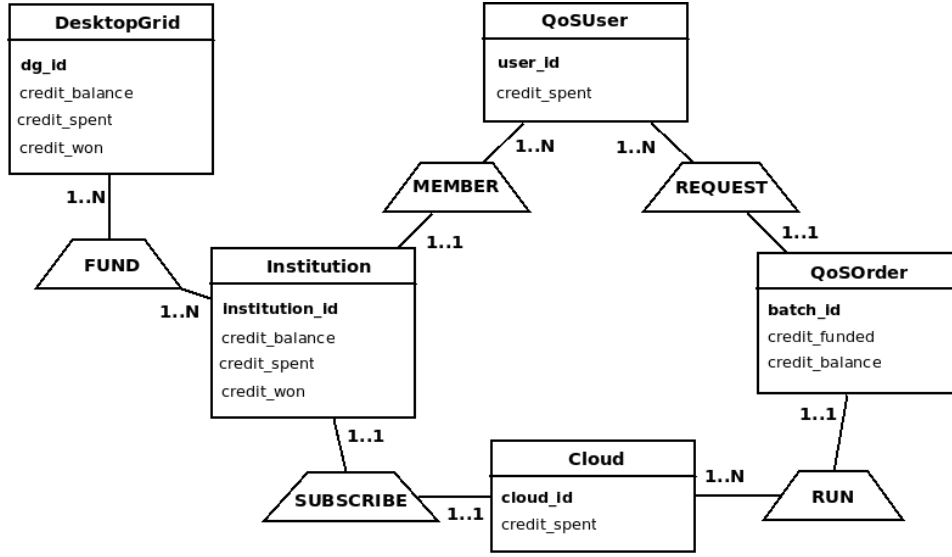 DesktopGrid
dg_id
credit_balance
credit_spent
credit_won
QoSUser
user_id
credit_spent
1..N
1..N
1..N
MEMBER
REQUEST
1..1
1..1
FUND
1..N
Institution
institution_id
credit_balance
credit_spent
credit_won
QoSOrder
batch_id
credit_funded
credit_balance
1..1
1..1
SUBSCRIBE
1..1
Cloud
cloud_id
credit_spent
1..N
RUN